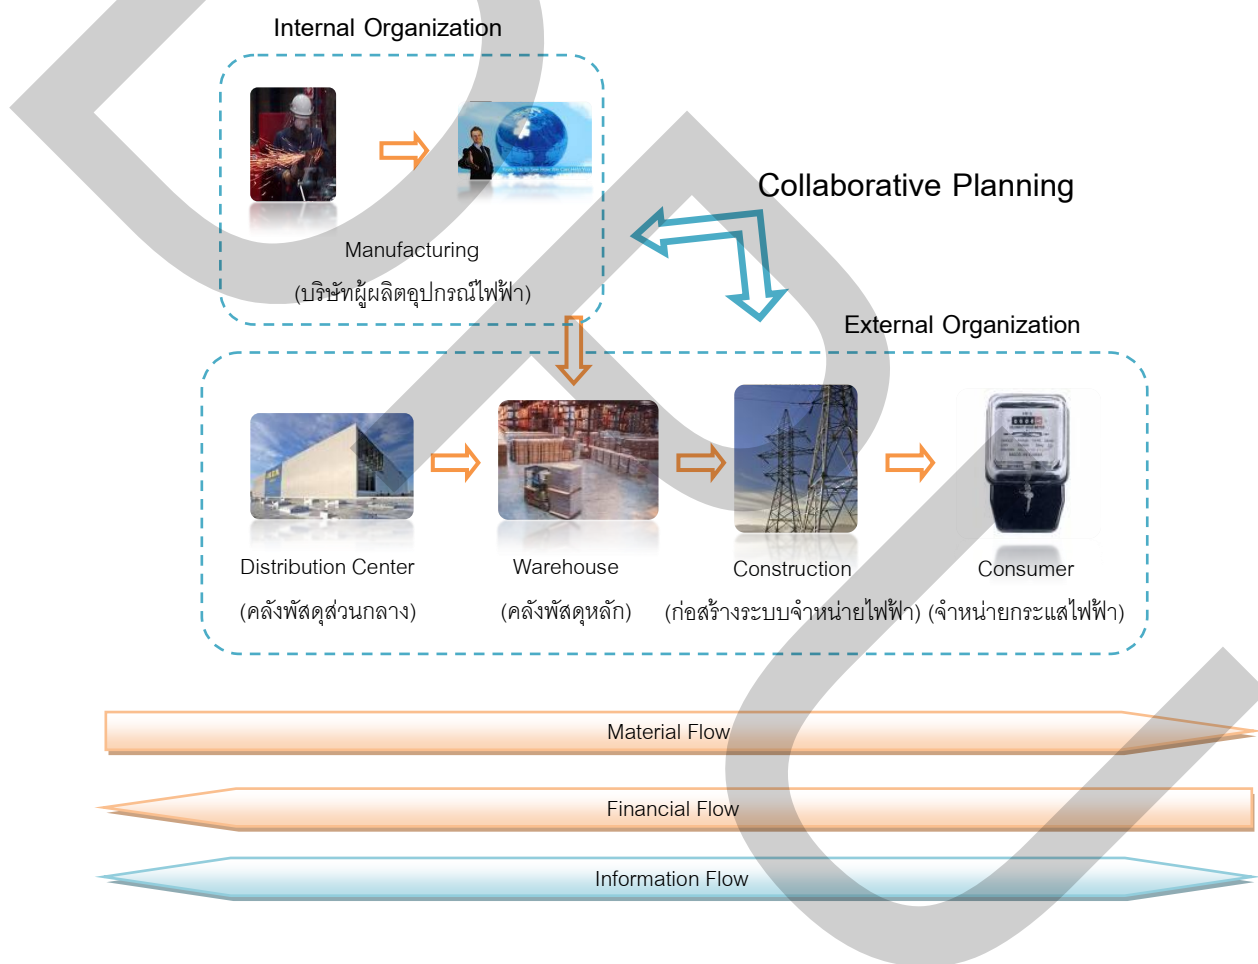 Internal Organization
Manufacturing
(บริษัทผู้ผลิตอุปกรณ์ไฟฟ้า)
Collaborative Planning
External Organization
Distribution Center
(คลังพัสดุส่วนกลาง)
Warehouse
(คลังพัสดุหลัก)
Construction
(ก่อสร้างระบบจำหน่ายไฟฟ้า)
Consumer
(จำหน่ายกระแสไฟฟ้า)
Material Flow
Financial Flow
Information Flow